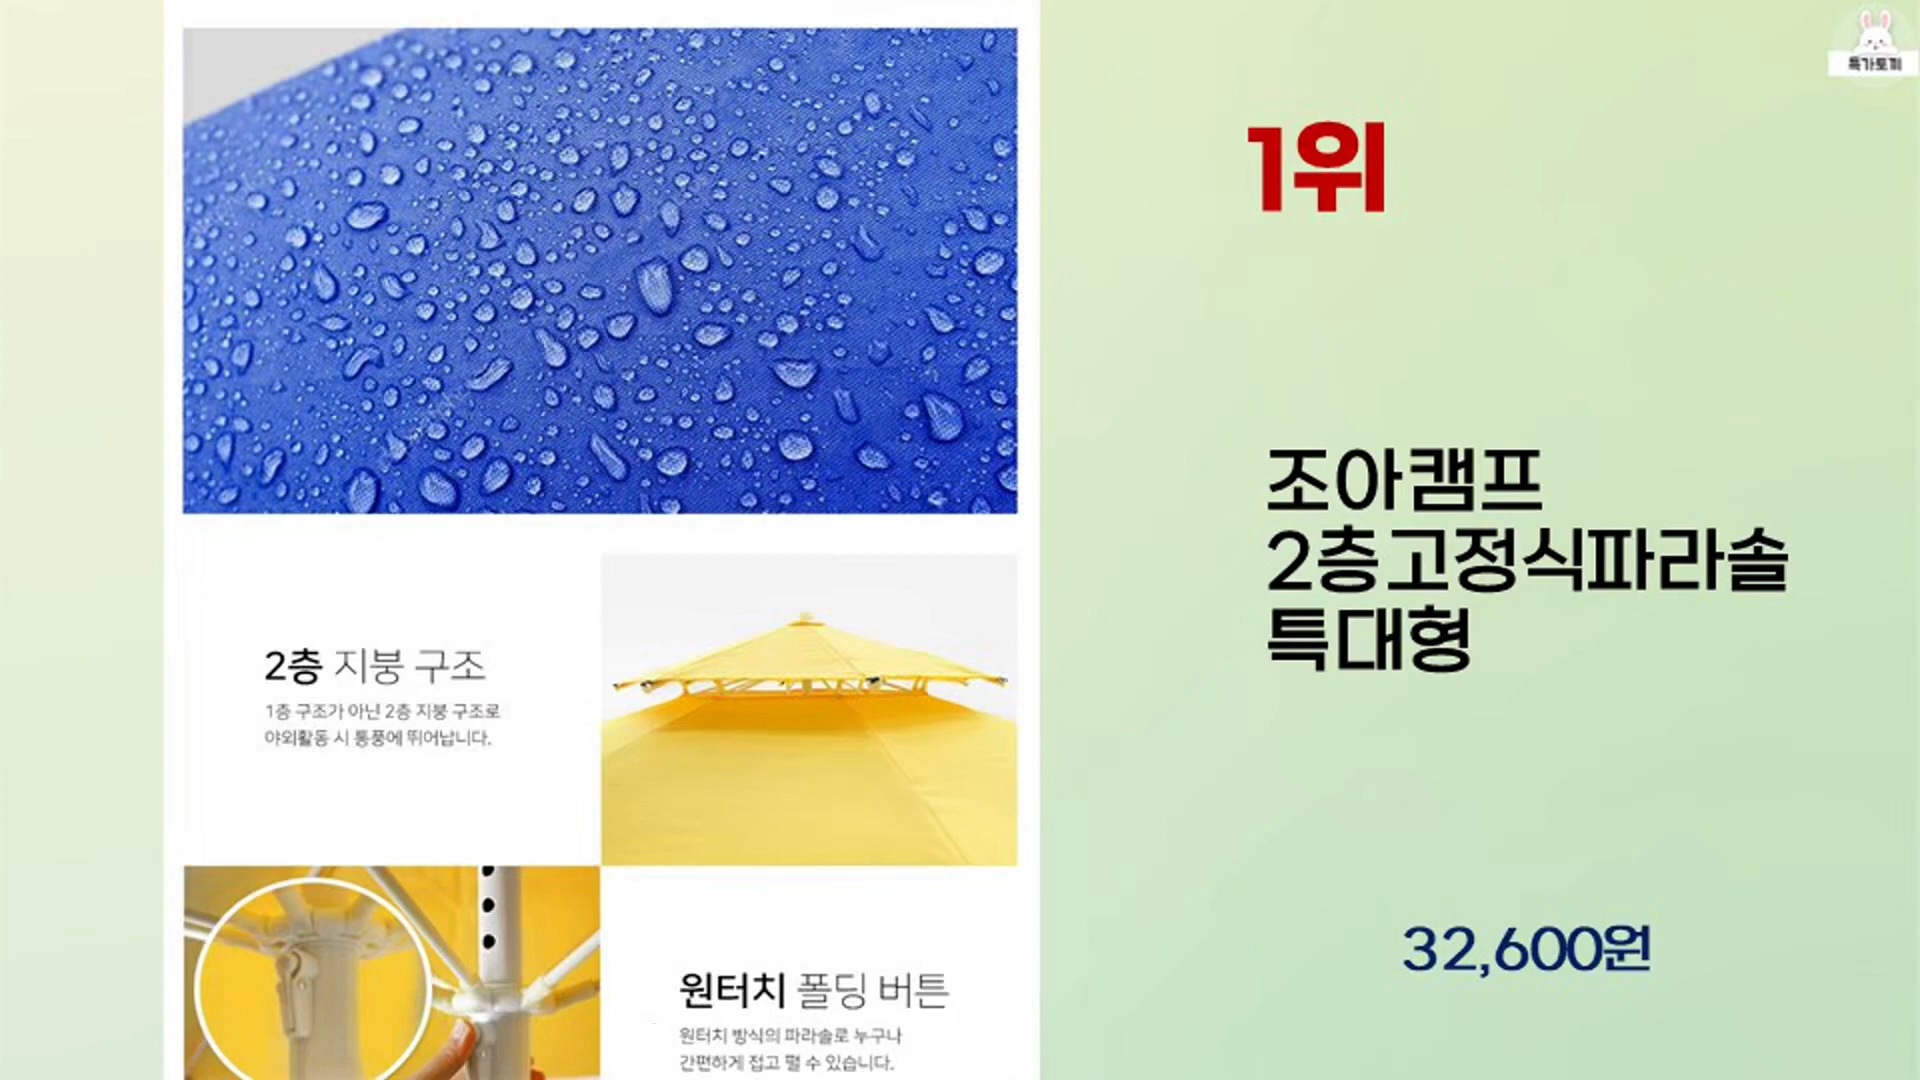 특가토끼
1위
조아캠프
2층고정식파라솔
특대형
32,600원
2층 지붕 구조
1층 구조가 아닌 2층 지붕 구조로
야외활동 시 통풍에 뛰어납니다.
원터치 폴딩 버튼
원터치 방식의 파라솔로 누구나
간편하게 접고 펼 수 있습니다.